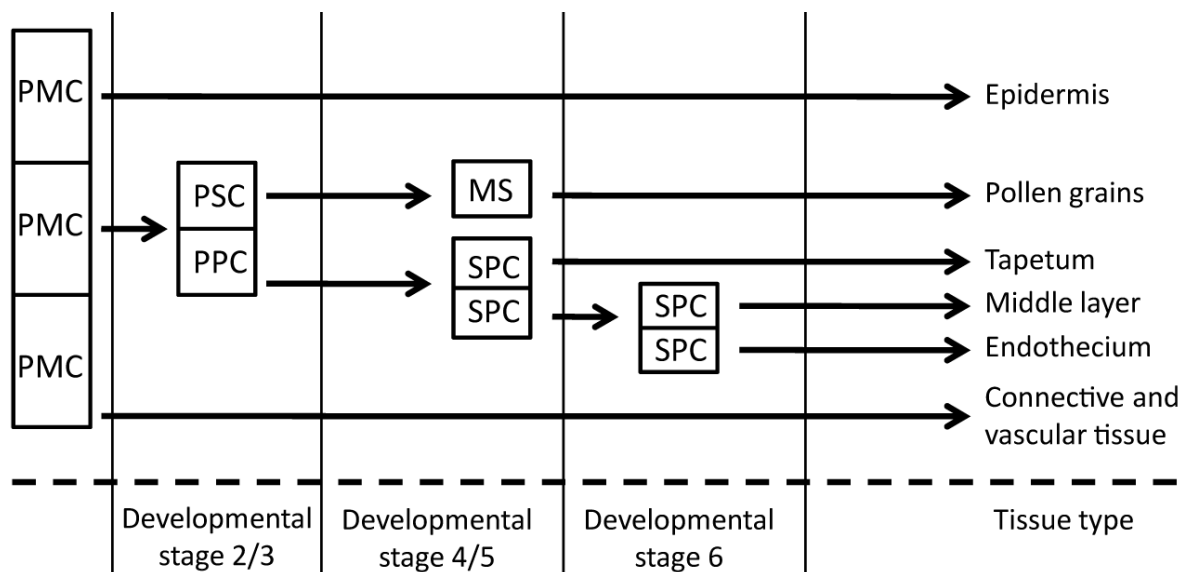 PMC
Epidermis
PSC
MS
Pollen grains
PMC
PPC
SPC
Tapetum
SPC
SPC
Middle layer
SPC
Endothecium
PMC
Connective and
vascular tissue
Developmental
stage 2/3
Developmental
stage 4/5
Developmental
stage 6
Tissue type